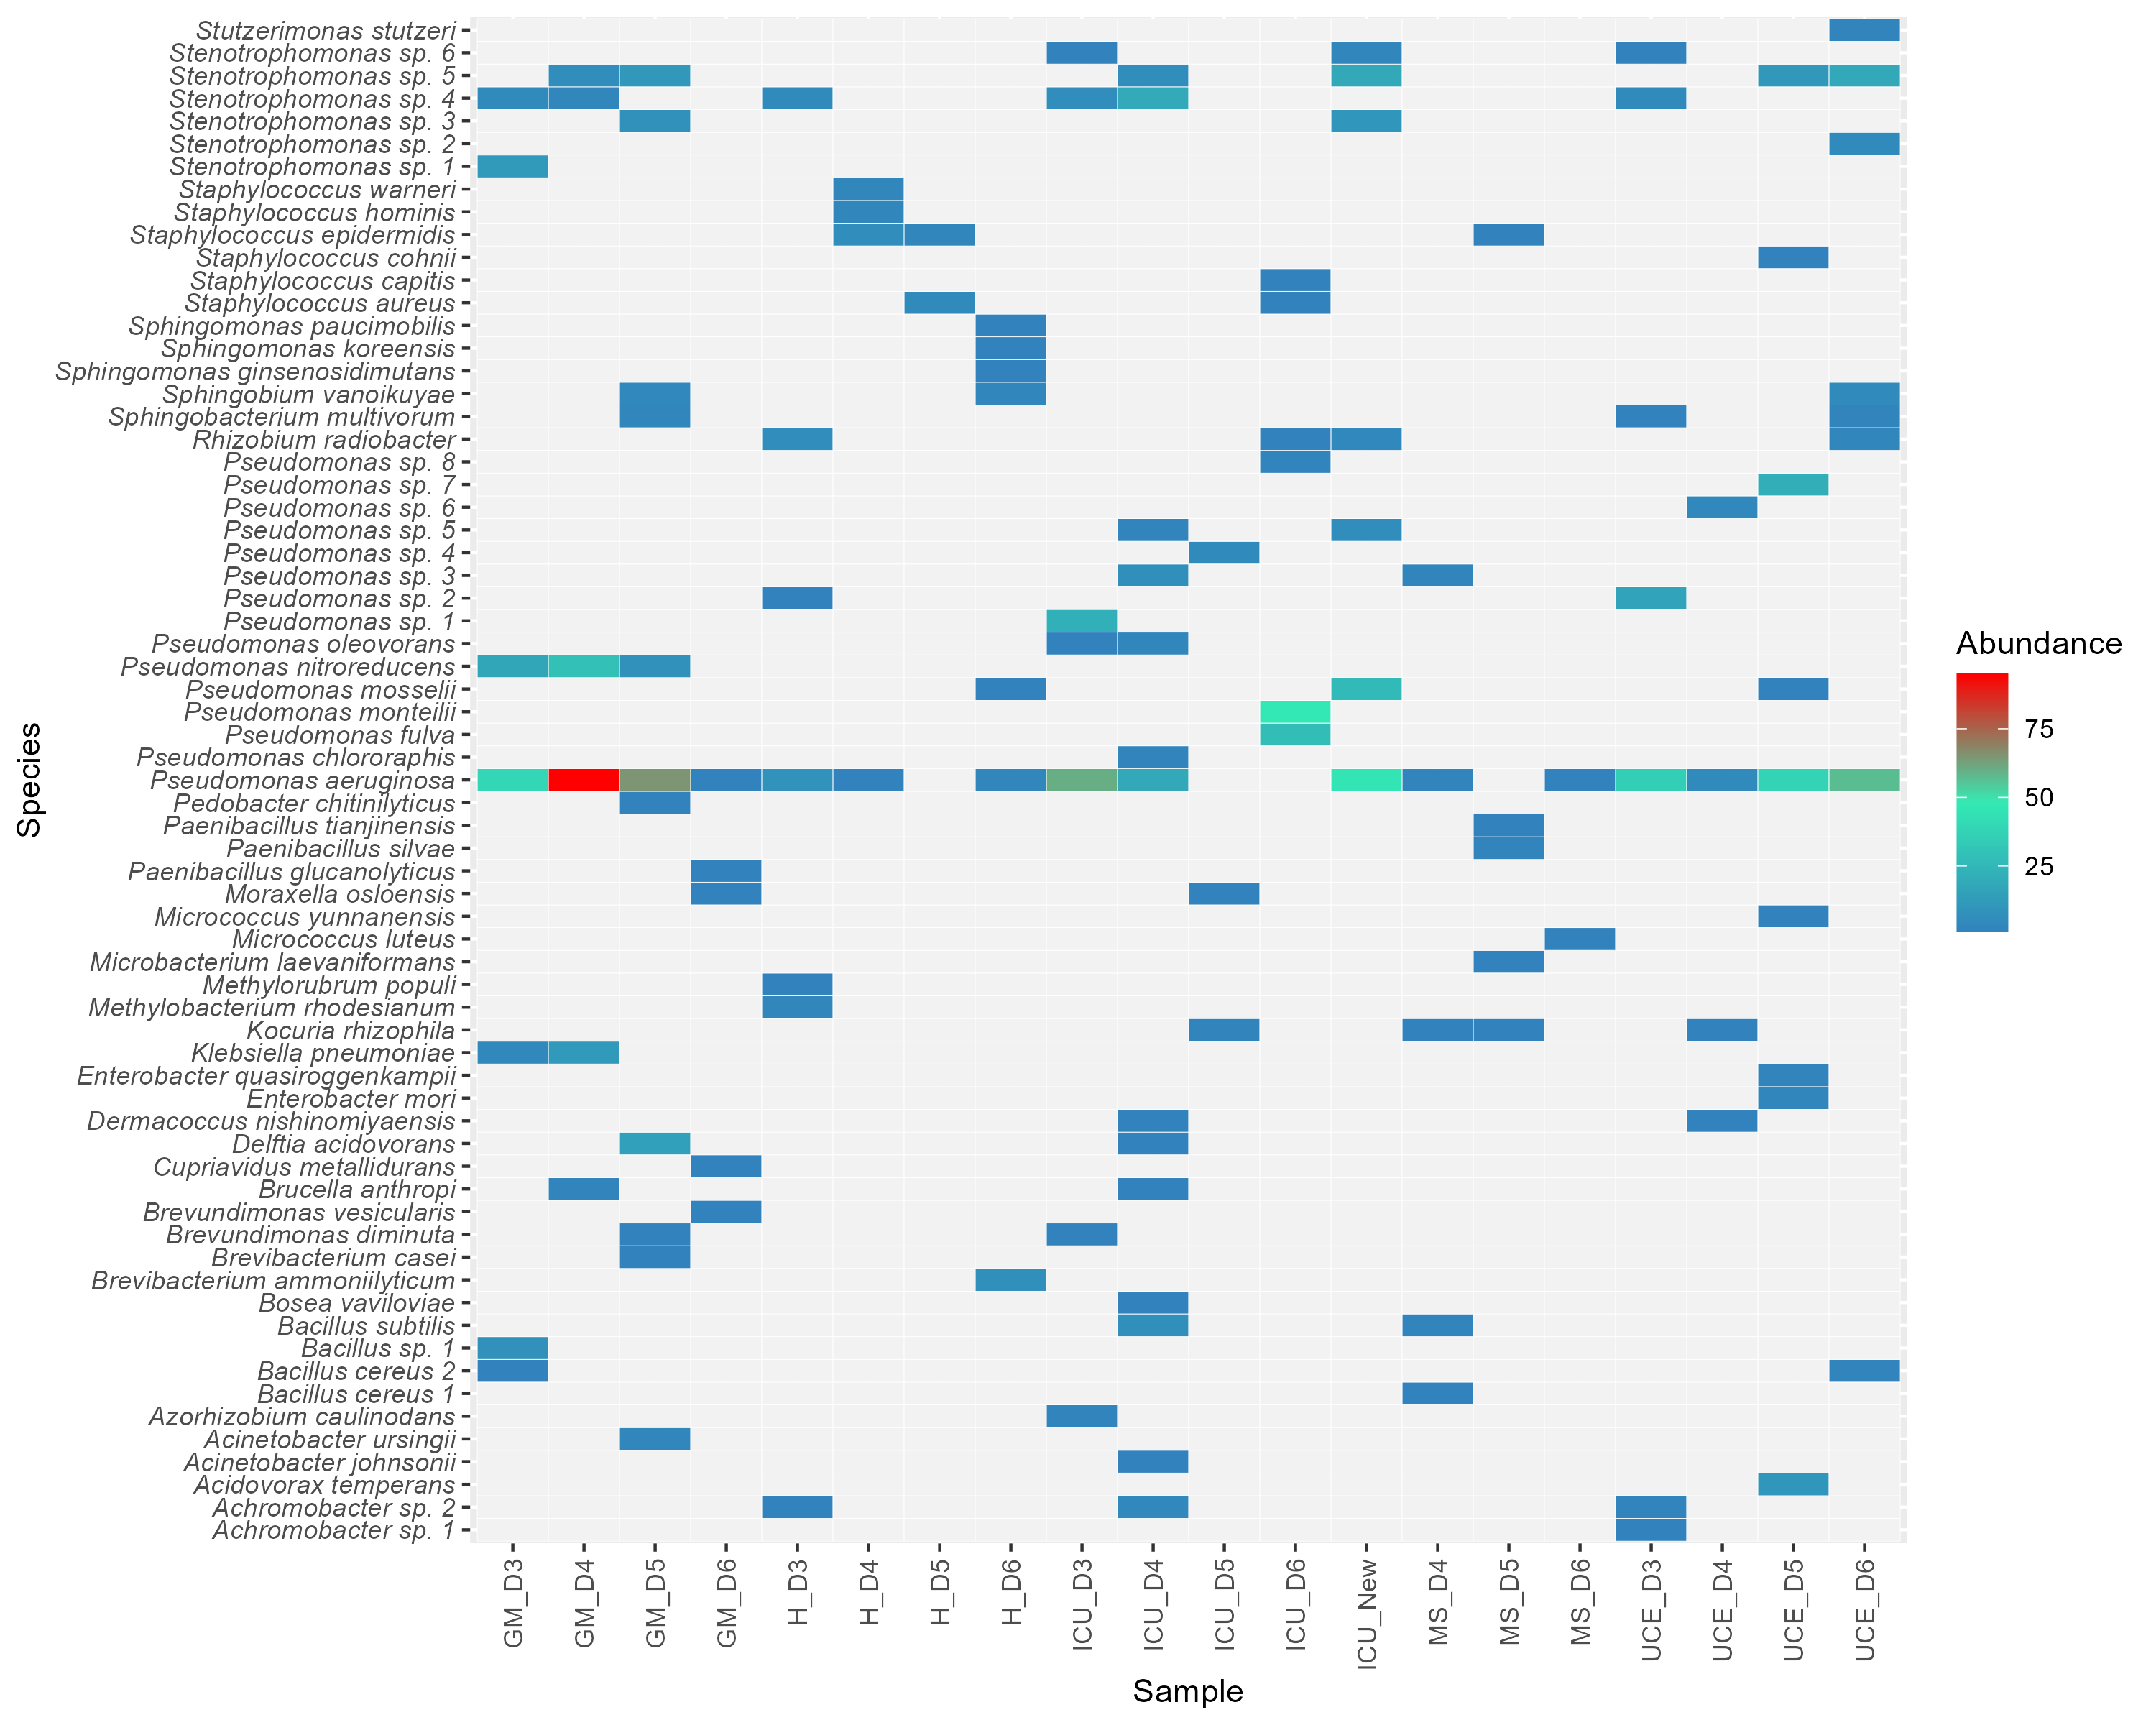 Species
Stutzerimonas stutzeri
Stenotrophomonas sp. 6
Stenotrophomonas sp. 5
Stenotrophomonas sp. 4
Stenotrophomonas sp. 3
Stenotrophomonas sp. 2
Stenotrophomonas sp. 1
Staphylococcus warneri
Staphylococcus hominis
Staphylococcus epidermidis
Staphylococcus cohnii
Staphylococcus capitis
Staphylococcus aureus
Sphingomonas paucimobilis
Sphingomonas koreensis
Sphingomonas ginsenosidimutans
Sphingobium vanoikuyae
Sphingobacterium multivorum
Rhizobium radiobacter
Pseudomonas sp. 8
Pseudomonas sp. 7
Pseudomonas sp. 6
Pseudomonas sp. 5
Pseudomonas sp. 4
Pseudomonas sp. 3
Pseudomonas sp. 2
Pseudomonas sp. 1
Pseudomonas oleovorans
Pseudomonas nitroreducens
Pseudomonas mosselii
Pseudomonas monteilii
Pseudomonas fulva
Pseudomonas chlororaphis
Pseudomonas aeruginosa
Pedobacter chitinilyticus
Paenibacillus tianjinensis
Paenibacillus silvae
Paenibacillus glucanolyticus
Moraxella osloensis
Micrococcus yunnanensis
Micrococcus luteus
Microbacterium laevaniformans
Methylorubrum populi
Methylobacterium rhodesianum
Kocuria rhizophila
Klebsiella pneumoniae
Enterobacter quasiroggenkampii
Enterobacter mori
Dermacoccus nishinomiyaensis
Delftia acidovorans
Cupriavidus metallidurans
Brucella anthropi
Brevundimonas vesicularis
Brevundimonas diminuta
Brevibacterium casei
Brevibacterium ammoniilyticum
Bosea vaviloviae
Bacillus subtilis
Bacillus sp. 1
Bacillus cereus 2
Bacillus cereus 1
Azorhizobium caulinodans
Acinetobacter ursingii
Acinetobacter johnsonii
Acidovorax temperans
Achromobacter sp. 2
Achromobacter sp. 1
GM_D3
GM_D4
GM_D5
GM_D6
H_D3
H_D4
H_D5
H_D6
ICU_D3
ICU_D4
ICU_D5
ICU_D6
ICU_New
MS_D4
MS_D5
MS_D6
UCE_D3
UCE_D4
UCE_D5
UCE_D6
Sample
Abundance
75
50
25